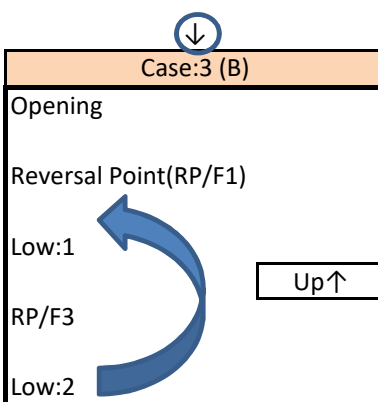 ↓
Case:3 (B)
Opening
Reversal Point(RP/F1)
Low:1
Up↑
RP/F3
Low:2